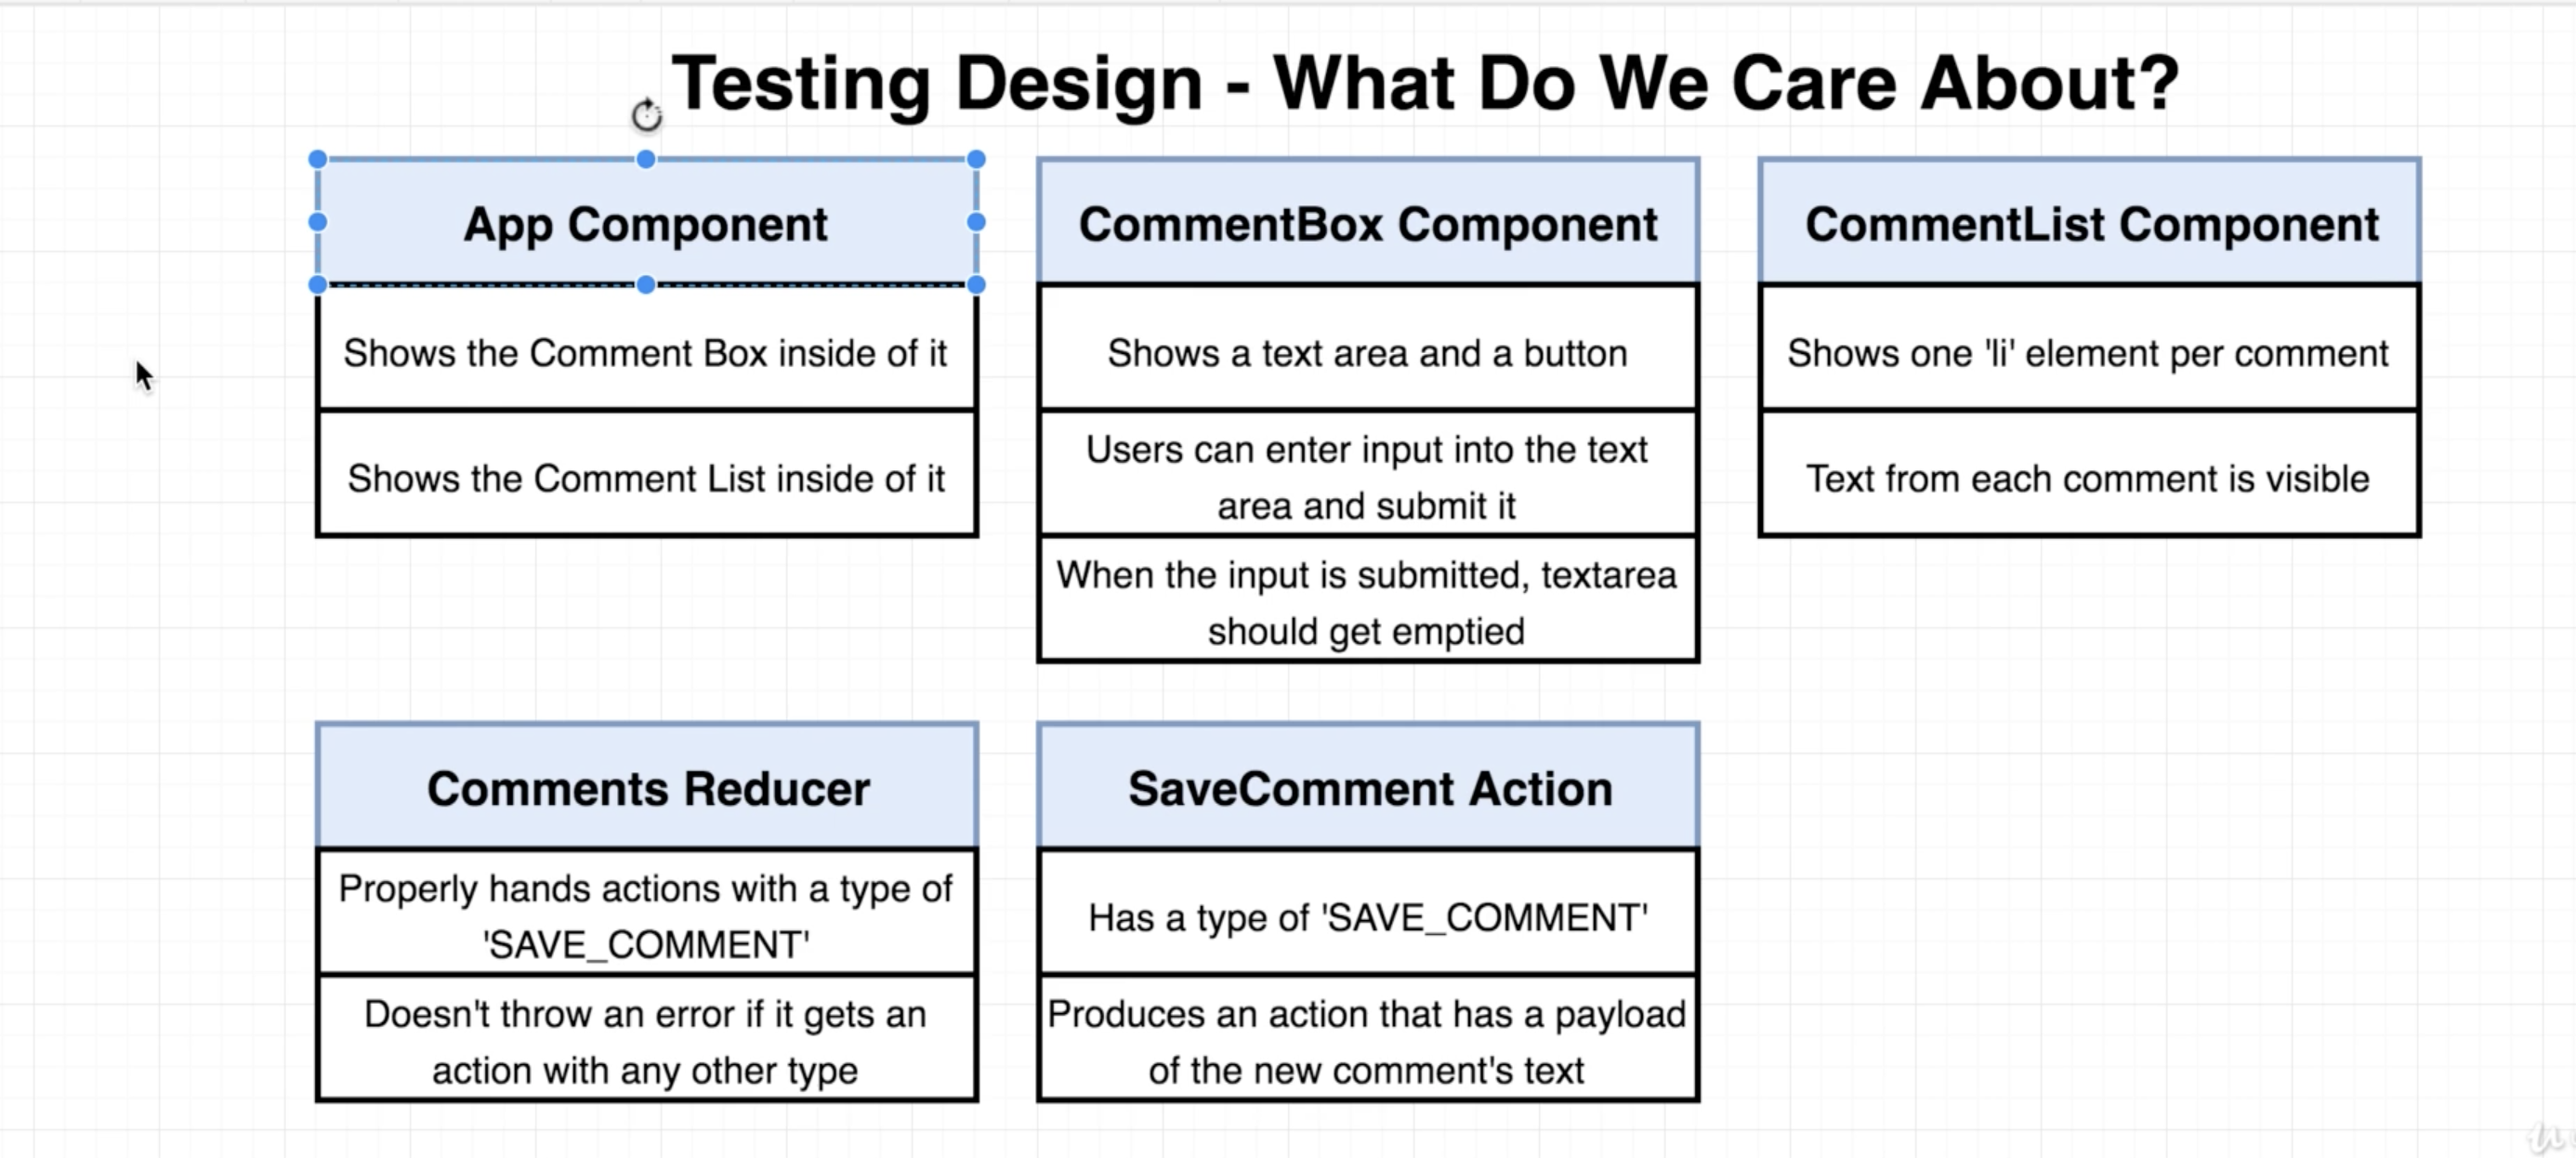 Testing Design - What Do We Care About?
App Component
Shows the Comment Box inside of it
Shows the Comment List inside of it
CommentBox Component
Shows a text area and a button
Users can enter input into the text
area and submit it
When the input is submitted, textarea
should get emptied
CommentList Component
Shows one 'li' element per comment
Text from each comment is visible
Comments Reducer
Properly hands actions with a type of
'SAVE_COMMENT'
Doesn't throw an error if it gets an
action with any other type
SaveComment Action
Has a type of 'SAVE_COMMENT'
Produces an action that has a payload
of the new comment's text